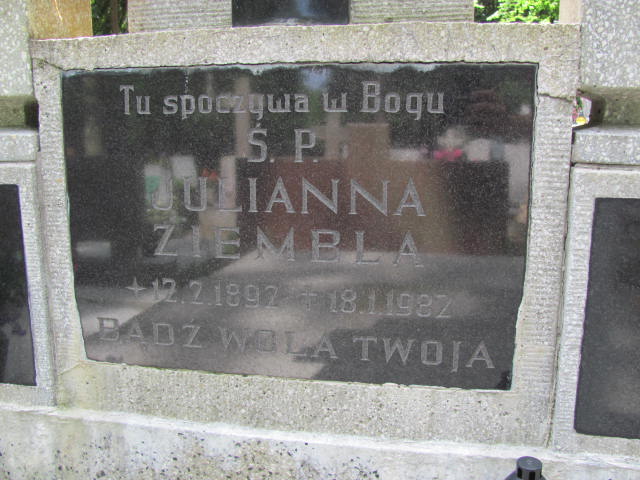 Tu spoczywa w Bogu
Ś. P.
JULIANNA
ZIEMBLA
+ 12.2.1892 + 18.1.1982
BĄDŹ WOLA TWOJA